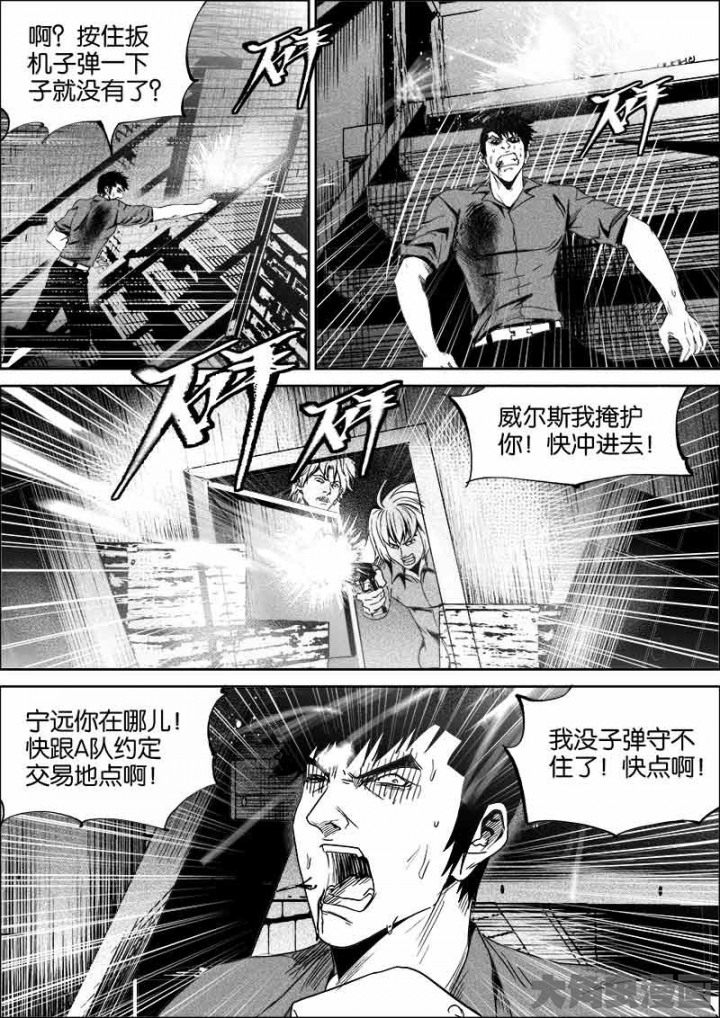 啊？按住扳
机子弹一下
子就没有了？
砰
砰
砰
砰
威尔斯我掩护
你！快冲进去！
宁远你在哪儿！
快跟A队约定
交易地点啊！
我没子弹守不
住了！快点啊！